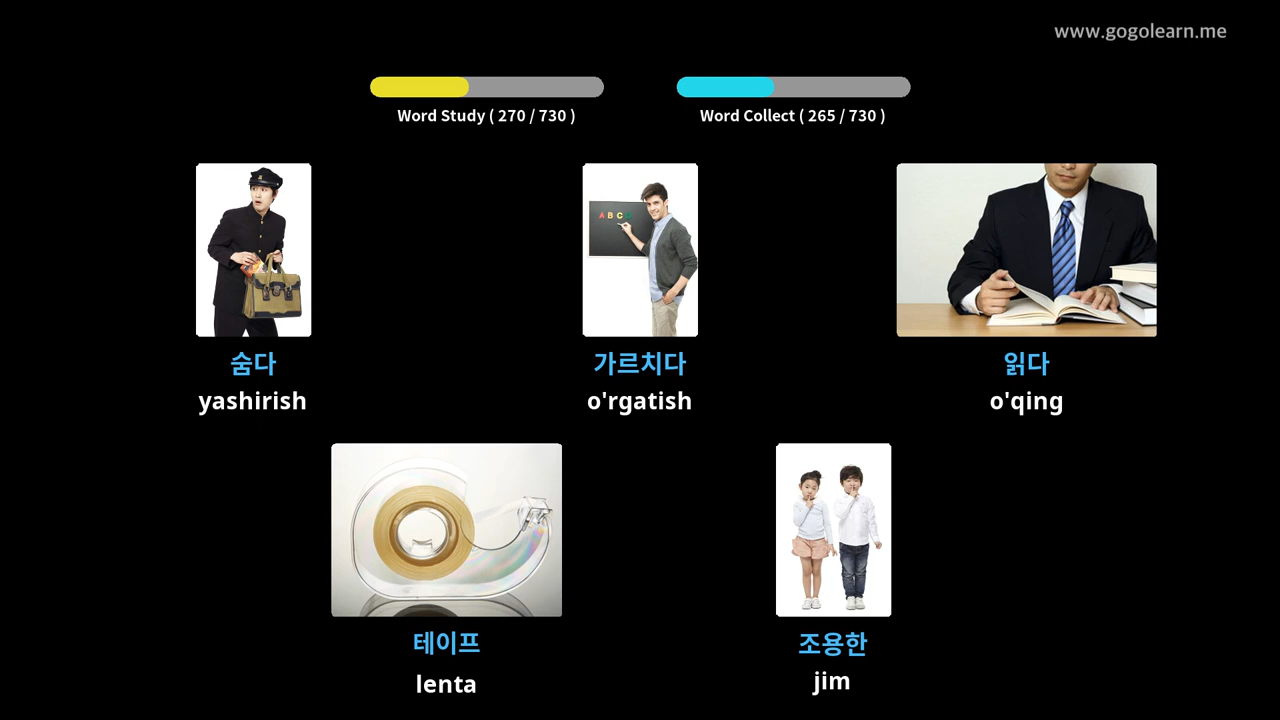 www.gogolearn.me
Word Study ( 270 / 730 )
Word Collect ( 265 / 730 )
A B C
숨다
yashirish
가르치다
o'rgatish
읽다
o'qing
테이프
lenta
조용한
jim